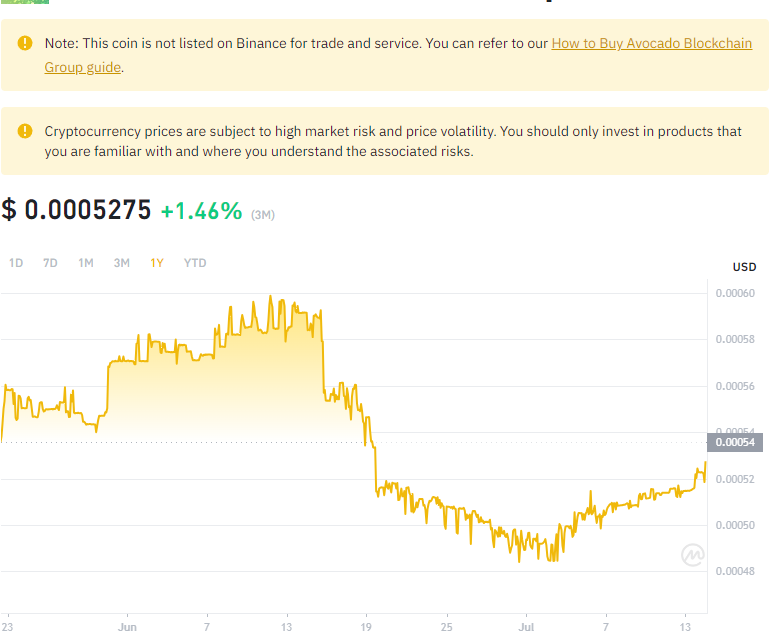 Note: This coin is not listed on Binance for trade and service. You can refer to our How to Buy Avocado Blockchain
Group guide.
Cryptocurrency prices are subject to high market risk and price volatility. You should only invest in products that
you are familiar with and where you understand the associated risks.
$ 0.0005275 +1.46% (3M)
1D 7D 1M 3M 1Y YTD
USD
0.00060
0.00058
0.00056
0.00054
0.00054
0.00052
0.00050
0.00048
23 Jun 7 13 19 25 Jul 7 13